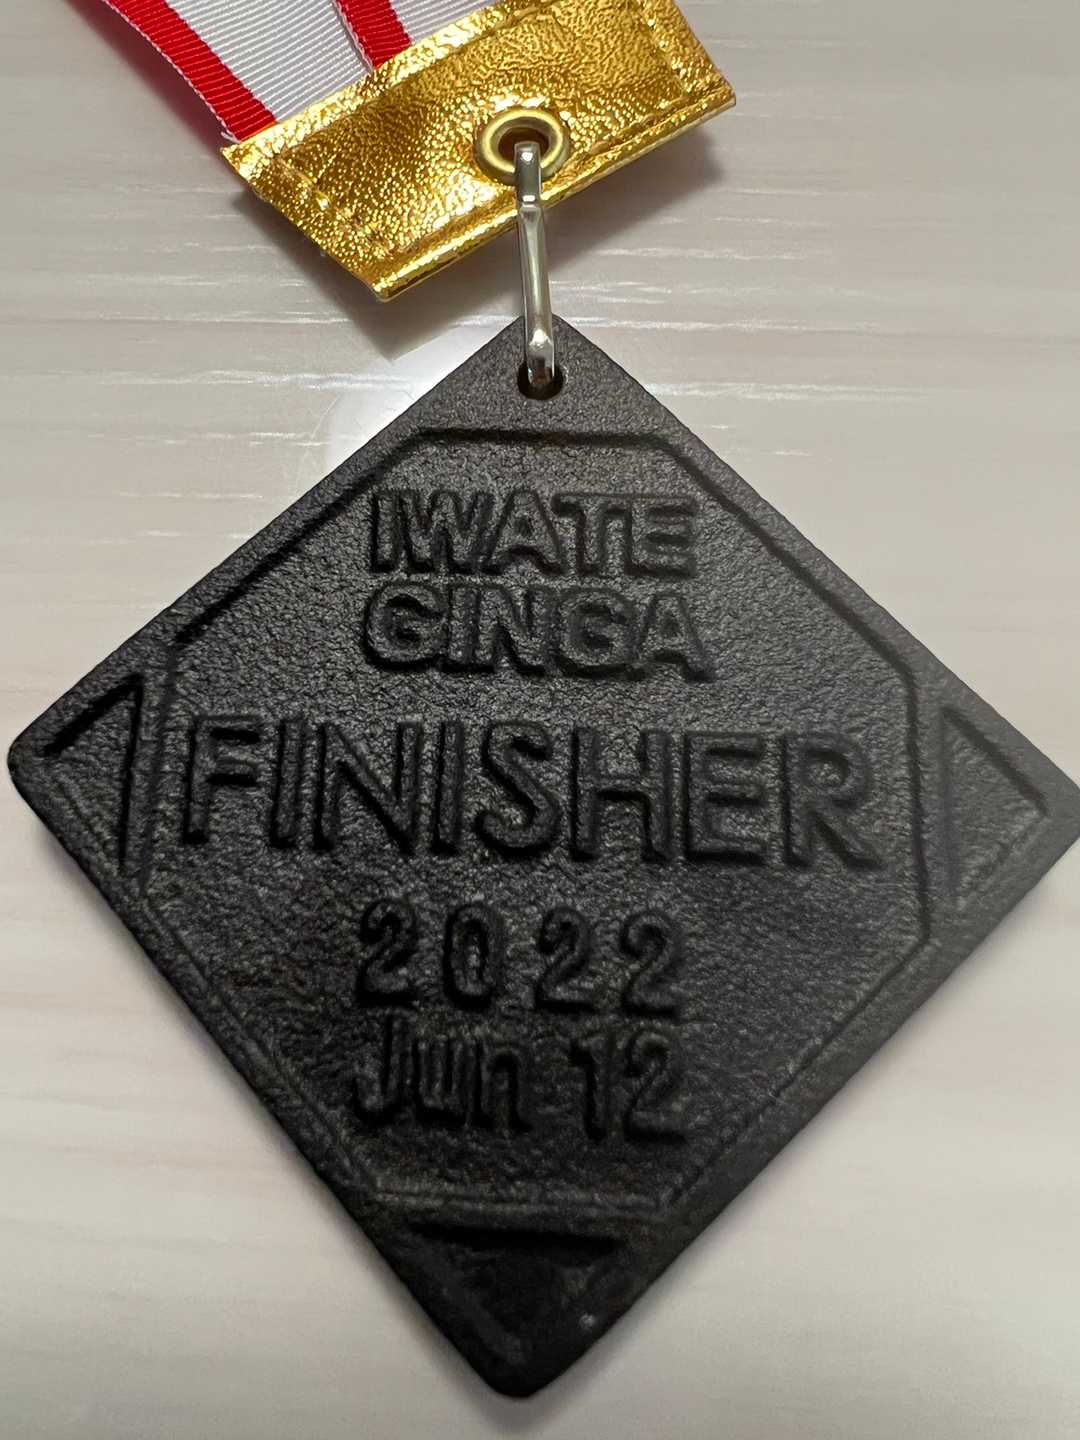 IWATE
GINGA
FINISHER
2022
Jun 12